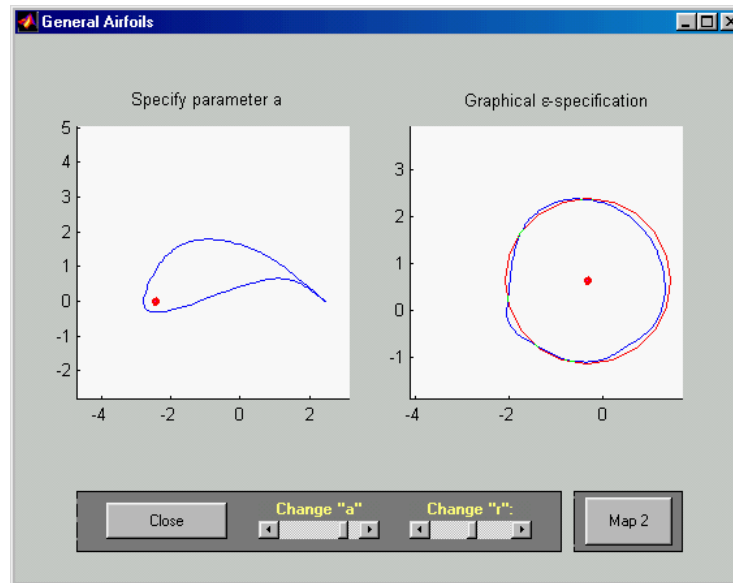 General Airfoils
Specify parameter a
5
4
3
2
1
0
-1
-2
-4 -2 0 2
Graphical ε-specification
3
2
1
0
-1
-4 -2 0
Close
Change "a"
Change "r":
Map 2